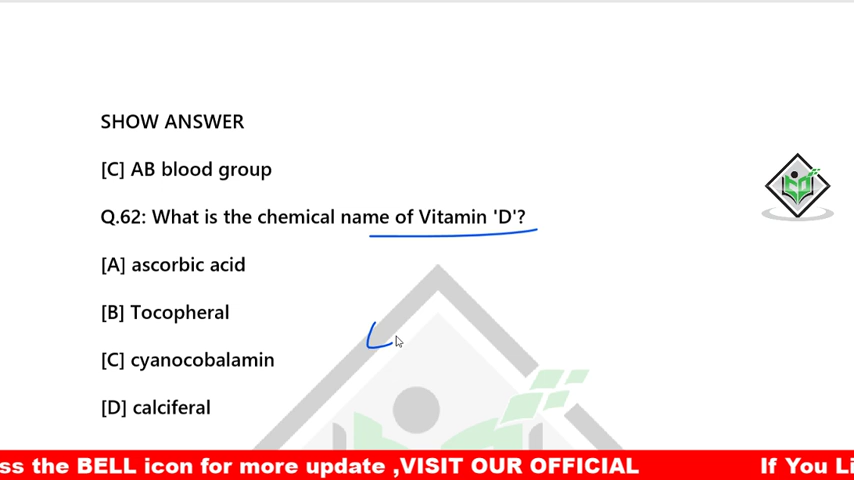 SHOW ANSWER
[C] AB blood group
Q.62: What is the chemical name of Vitamin 'D'?
[A] ascorbic acid
[B] Tocopheral
[C] cyanocobalamin
[D] calciferal
ss the BELL icon for more update ,VISIT OUR OFFICIAL If You Li